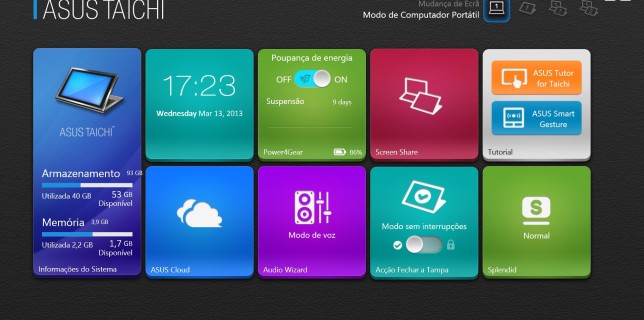 ASUS TAICHI
Mudança de Ecrã
Modo de Computador Portátil
1
ASUS TAICHI
Armazenamento 93 GB
Utilizada 40 GB 53 GB
Disponível
Memória 3,9 GB
Utilizada 2,2 GB 1,7 GB
Disponível
Informações do Sistema
17:23
Wednesday Mar 13, 2013
Poupança de energia
OFF ON
Suspensão 9 days
Power4Gear 86%
Screen Share
ASUS Tutor
for Taichi
ASUS Smart
Gesture
Tutorial
ASUS Cloud
Modo de voz
Audio Wizard
Modo sem interrupções
Acção Fechar a Tampa
S
Normal
Splendid